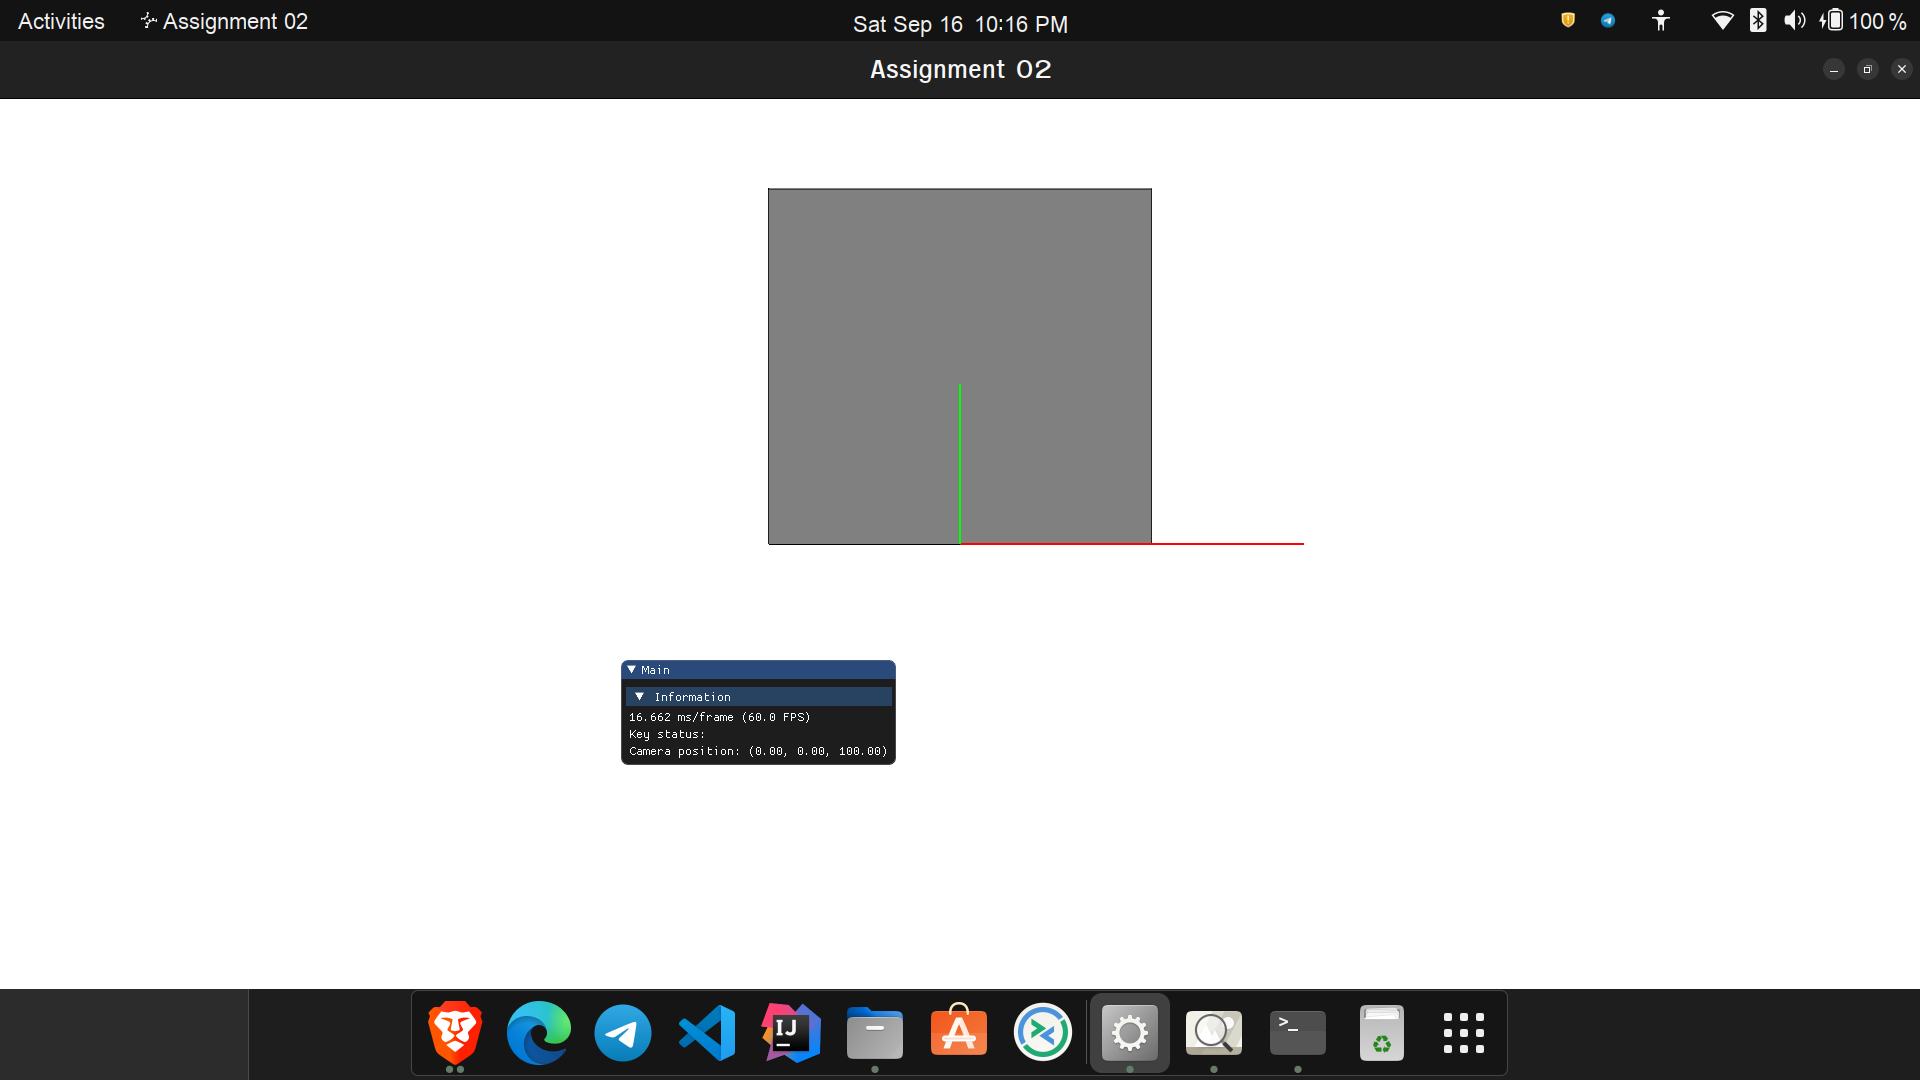 Activities
Assignment 02
Sat Sep 16 10:16 PM
100 %
Assignment 02
Main
Information
16.662 ms/frame (60.0 FPS)
Key status:
Camera position: (0.00, 0.00, 100.00)
IJ
>_